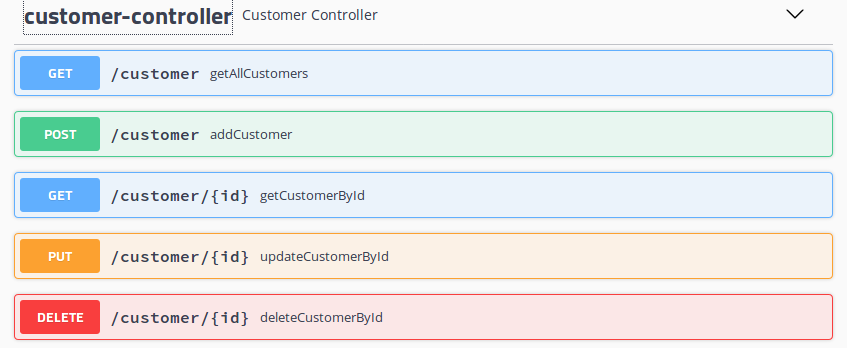 customer-controller Customer Controller
GET /customer getAllCustomers
POST /customer addCustomer
GET /customer/{id} getCustomerById
PUT /customer/{id} updateCustomerById
DELETE /customer/{id} deleteCustomerById